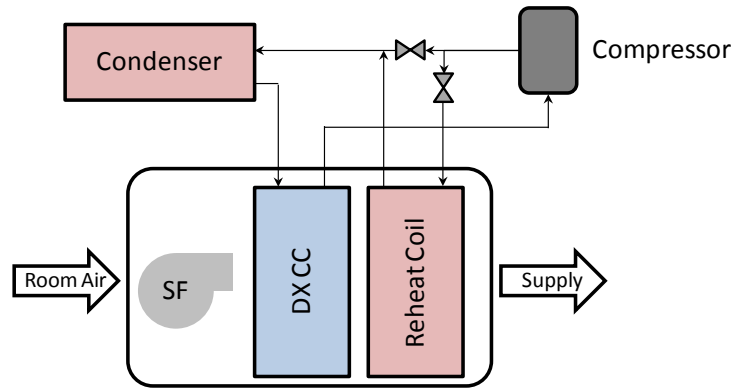 Condenser
Compressor
Room Air
SF
DX CC
Reheat Coil
Supply